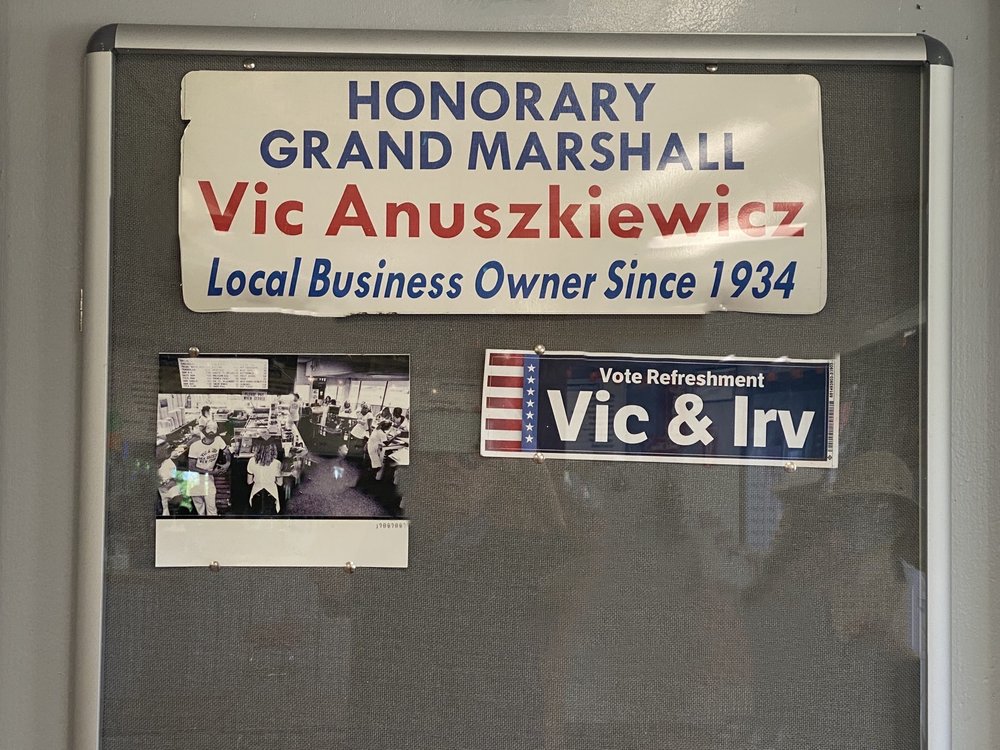 HONORARY
GRAND MARSHALL
Vic Anuszkiewicz
Local Business Owner Since 1934
Vote Refreshment
Vic & Irv